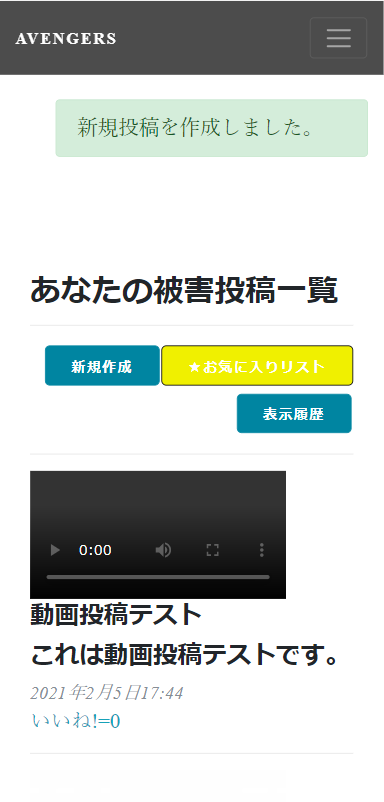 AVENGERS
新規投稿を作成しました。
あなたの被害投稿一覧
新規作成 ★お気に入りリスト
表示履歴
0:00
動画投稿テスト
これは動画投稿テストです。
2021年2月5日17:44
いいね!=0